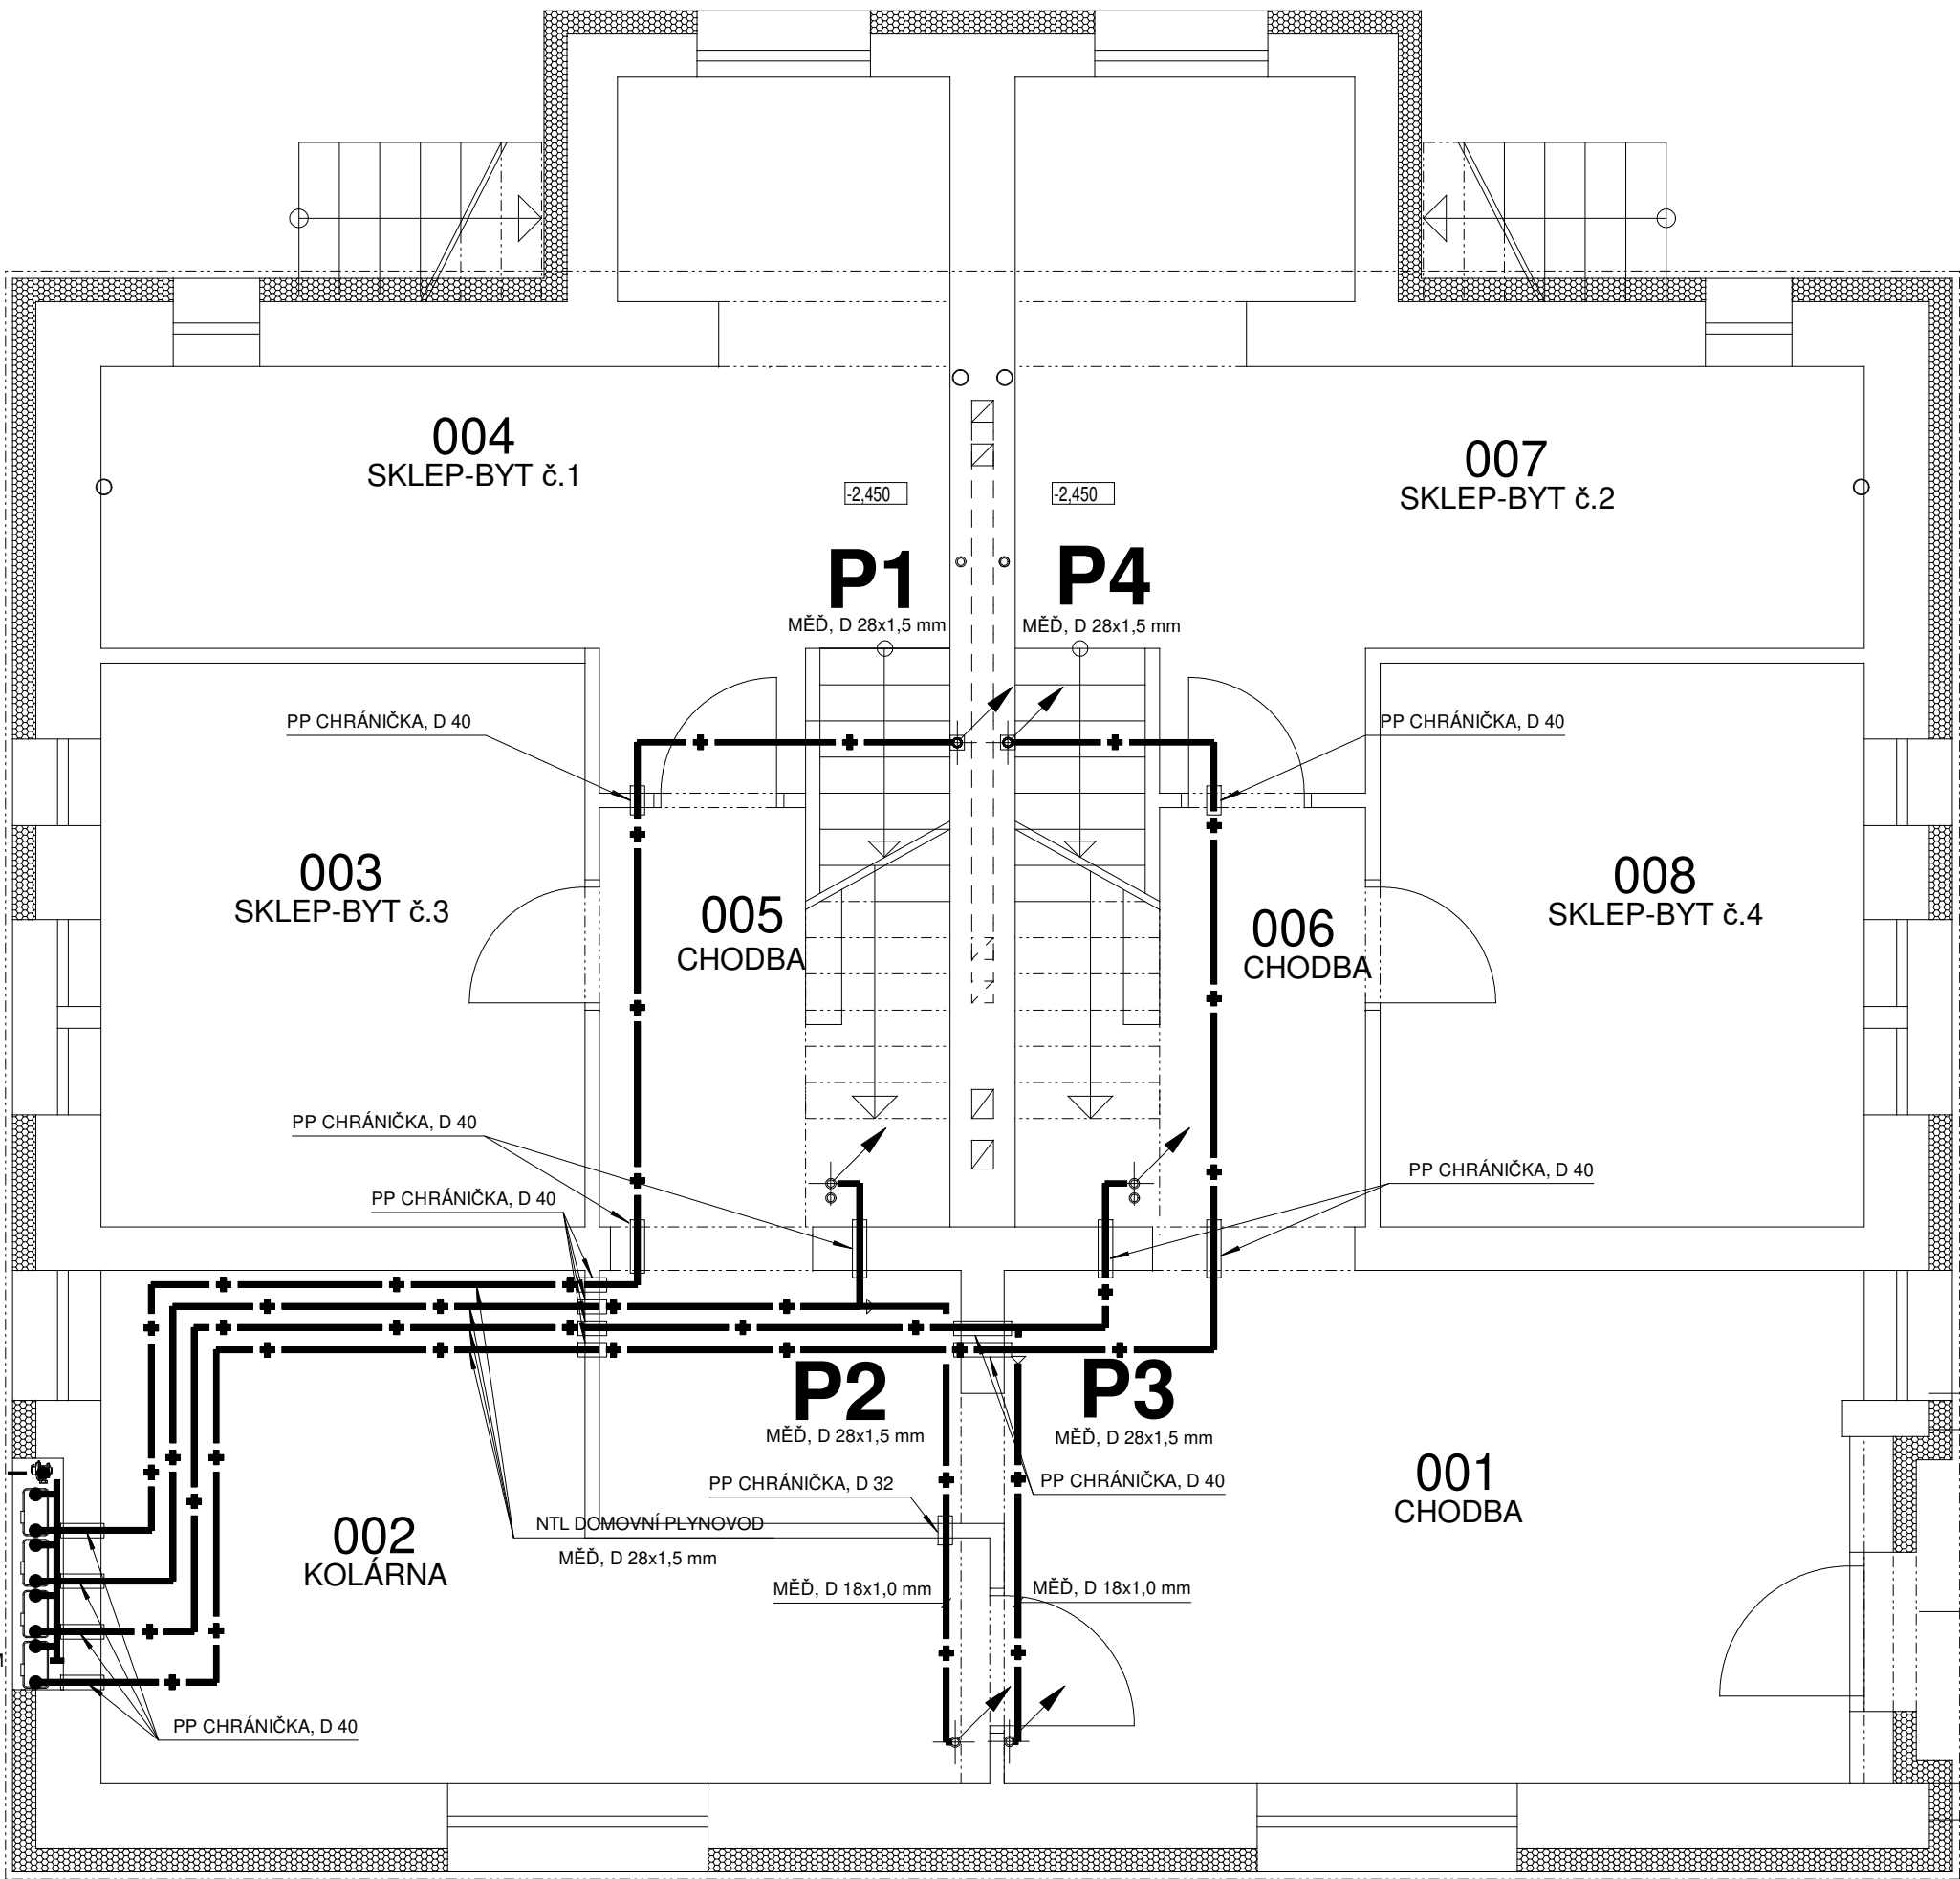 004
SKLEP-BYT č.1
007
SKLEP-BYT č.2
-2,450
-2,450
P1
MĚĎ, D 28x1,5 mm
P4
MĚĎ, D 28x1,5 mm
PP CHRÁNIČKA, D 40
PP CHRÁNIČKA, D 40
003
SKLEP-BYT č.3
005
CHODBA
006
CHODBA
008
SKLEP-BYT č.4
PP CHRÁNIČKA, D 40
PP CHRÁNIČKA, D 40
PP CHRÁNIČKA, D 40
P2
MĚĎ, D 28x1,5 mm
P3
MĚĎ, D 28x1,5 mm
PP CHRÁNIČKA, D 32
PP CHRÁNIČKA, D 40
001
CHODBA
002
KOLÁRNA
NTL DOMOVNÍ PLYNOVOD
MĚĎ, D 28x1,5 mm
MĚĎ, D 18x1,0 mm
MĚĎ, D 18x1,0 mm
PP CHRÁNIČKA, D 40